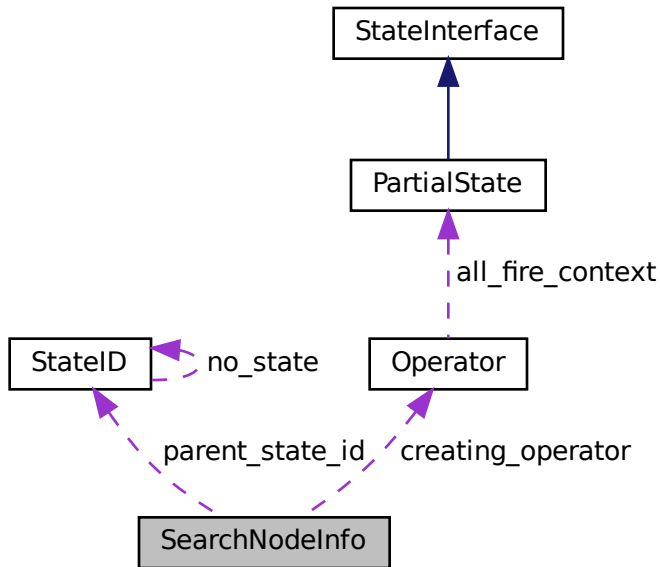 StateInterface
PartialState
all_fire_context
StateID
no_state
Operator
parent_state_id
creating_operator
SearchNodeInfo